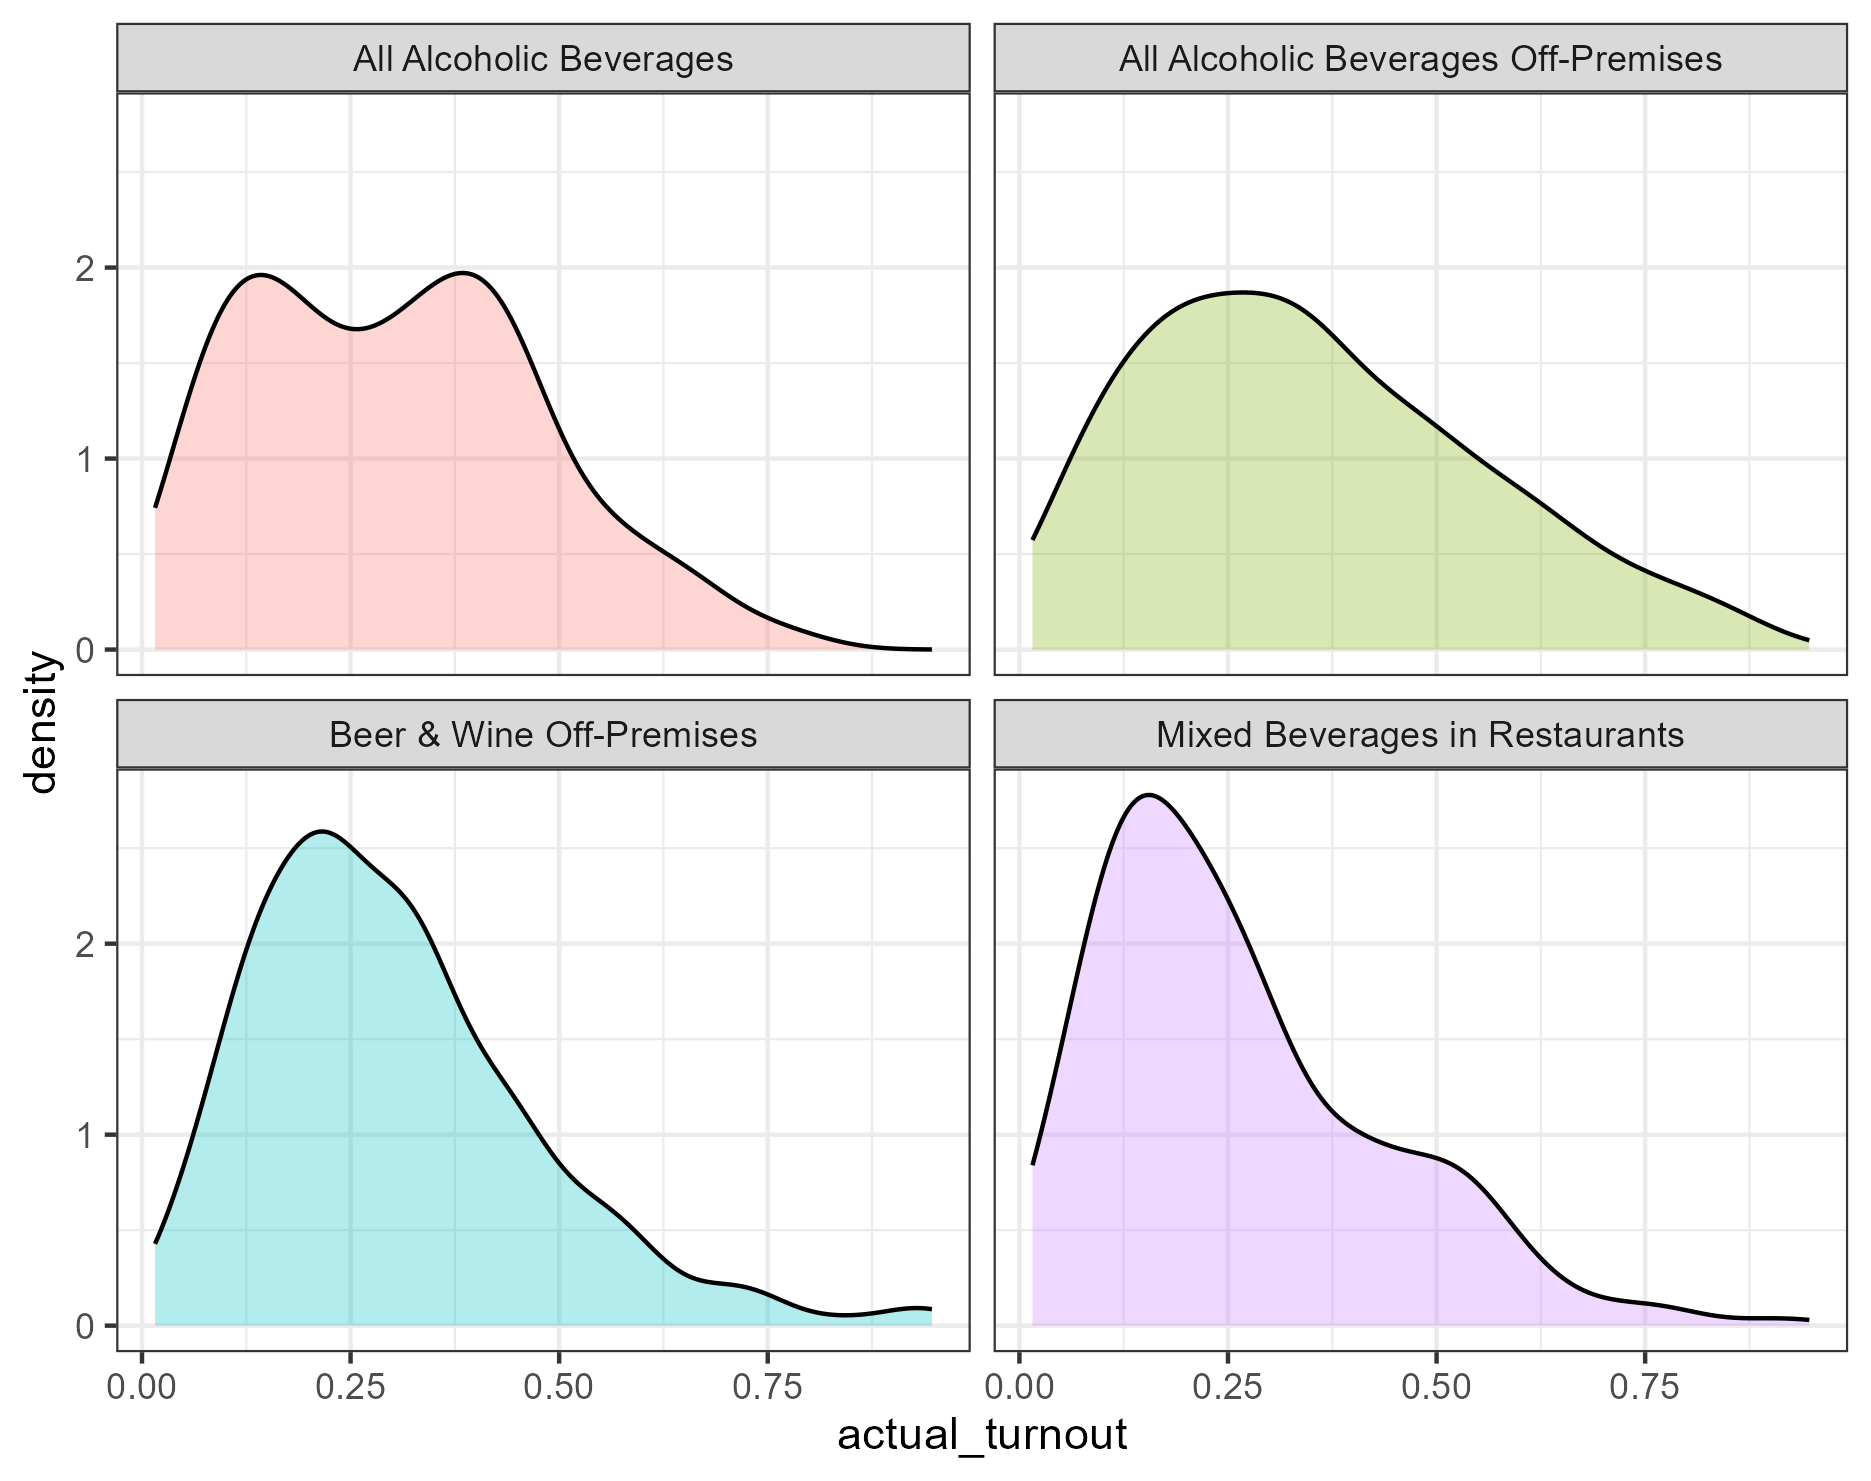 All Alcoholic Beverages
All Alcoholic Beverages Off-Premises
2
1
0
density
Beer & Wine Off-Premises
Mixed Beverages in Restaurants
2
1
0
0.00 0.25 0.50 0.75
0.00 0.25 0.50 0.75
actual_turnout